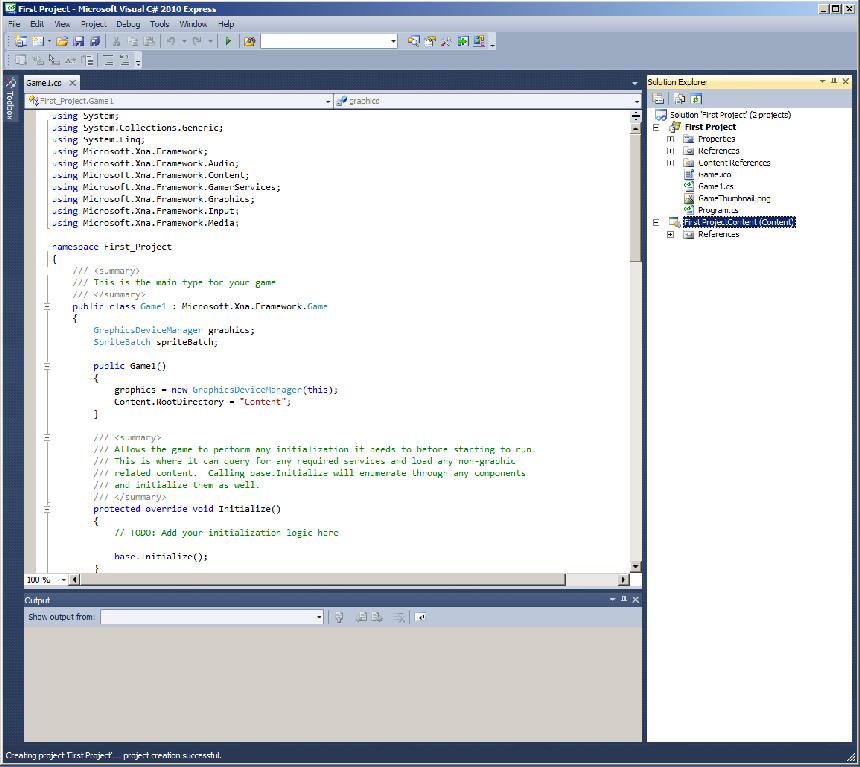 First Project - Microsoft Visual C# 2010 Express
File Edit View Project Debug Tools Window Help
Toolbox
Game1.cs
First_Project.Game1
graphics
using System;
using System.Collections.Generic;
using System.Linq;
using Microsoft.Xna.Framework;
using Microsoft.Xna.Framework.Audio;
using Microsoft.Xna.Framework.Content;
using Microsoft.Xna.Framework.GamerServices;
using Microsoft.Xna.Framework.Graphics;
using Microsoft.Xna.Framework.Input;
using Microsoft.Xna.Framework.Media;
namespace First_Project
{
/// <summary>
/// This is the main type for your game
/// </summary>
public class Game1 : Microsoft.Xna.Framework.Game
{
GraphicsDeviceManager graphics;
SpriteBatch spriteBatch;
public Game1()
{
graphics = new GraphicsDeviceManager(this);
Content.RootDirectory = "Content";
}
/// <summary>
/// Allows the game to perform any initialization it needs to before starting to run.
/// This is where it can query for any required services and load any non-graphic
/// related content.  Calling base.Initialize will enumerate through any components
/// and initialize them as well.
/// </summary>
protected override void Initialize()
{
// TODO: Add your initialization logic here
base.Initialize();
}
100 %
Output
Show output from:
Solution Explorer
Solution 'First Project' (2 projects)
First Project
Properties
References
Content References
Game.ico
Game1.cs
GameThumbnail.png
Program.cs
First ProjectContent (Content)
References
Creating project 'First Project'... project creation successful.